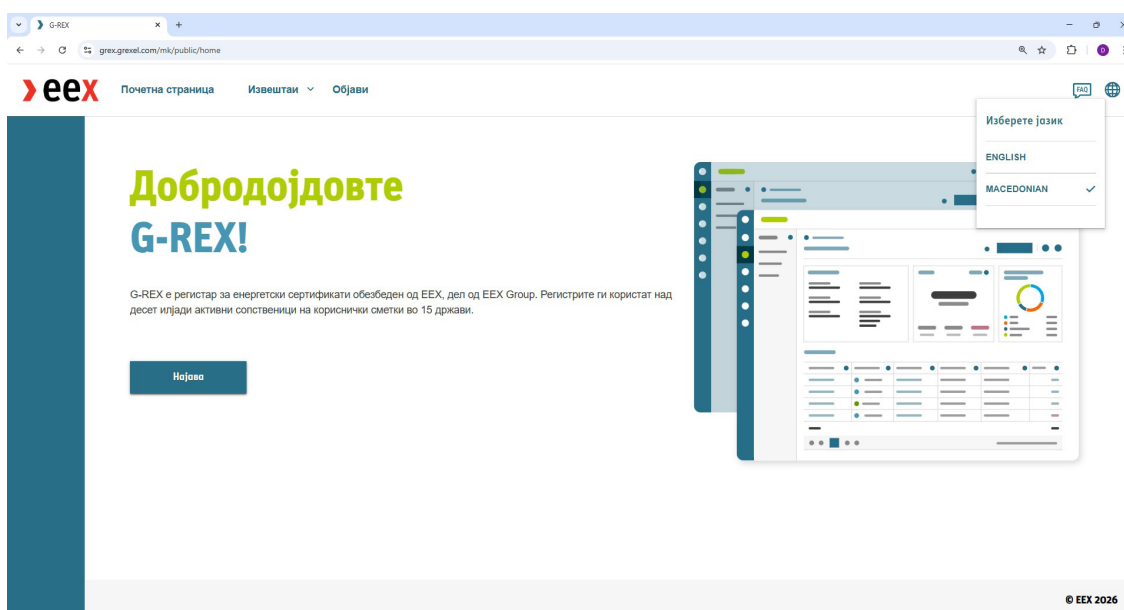 G-REX
grex.grexel.com/mk/public/home
eex
Почетна страница
Извештаи
Објави
FAQ
Изберете јазик
ENGLISH
MACEDONIAN
Добродојдовте
G-REX!
G-REX е регистар за енергетски сертификати обезбеден од EEX, дел од EEX Group. Регистрите ги користат над
десет илјади активни сопственици на кориснички сметки во 15 држави.
Најава
© EEX 2026